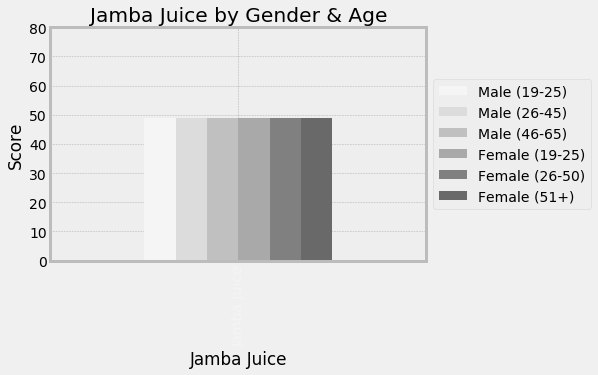 Jamba Juice by Gender & Age
80
70
60
50
40
30
20
10
0
Score
Jamba Juice
Male (19-25)
Male (26-45)
Male (46-65)
Female (19-25)
Female (26-50)
Female (51+)